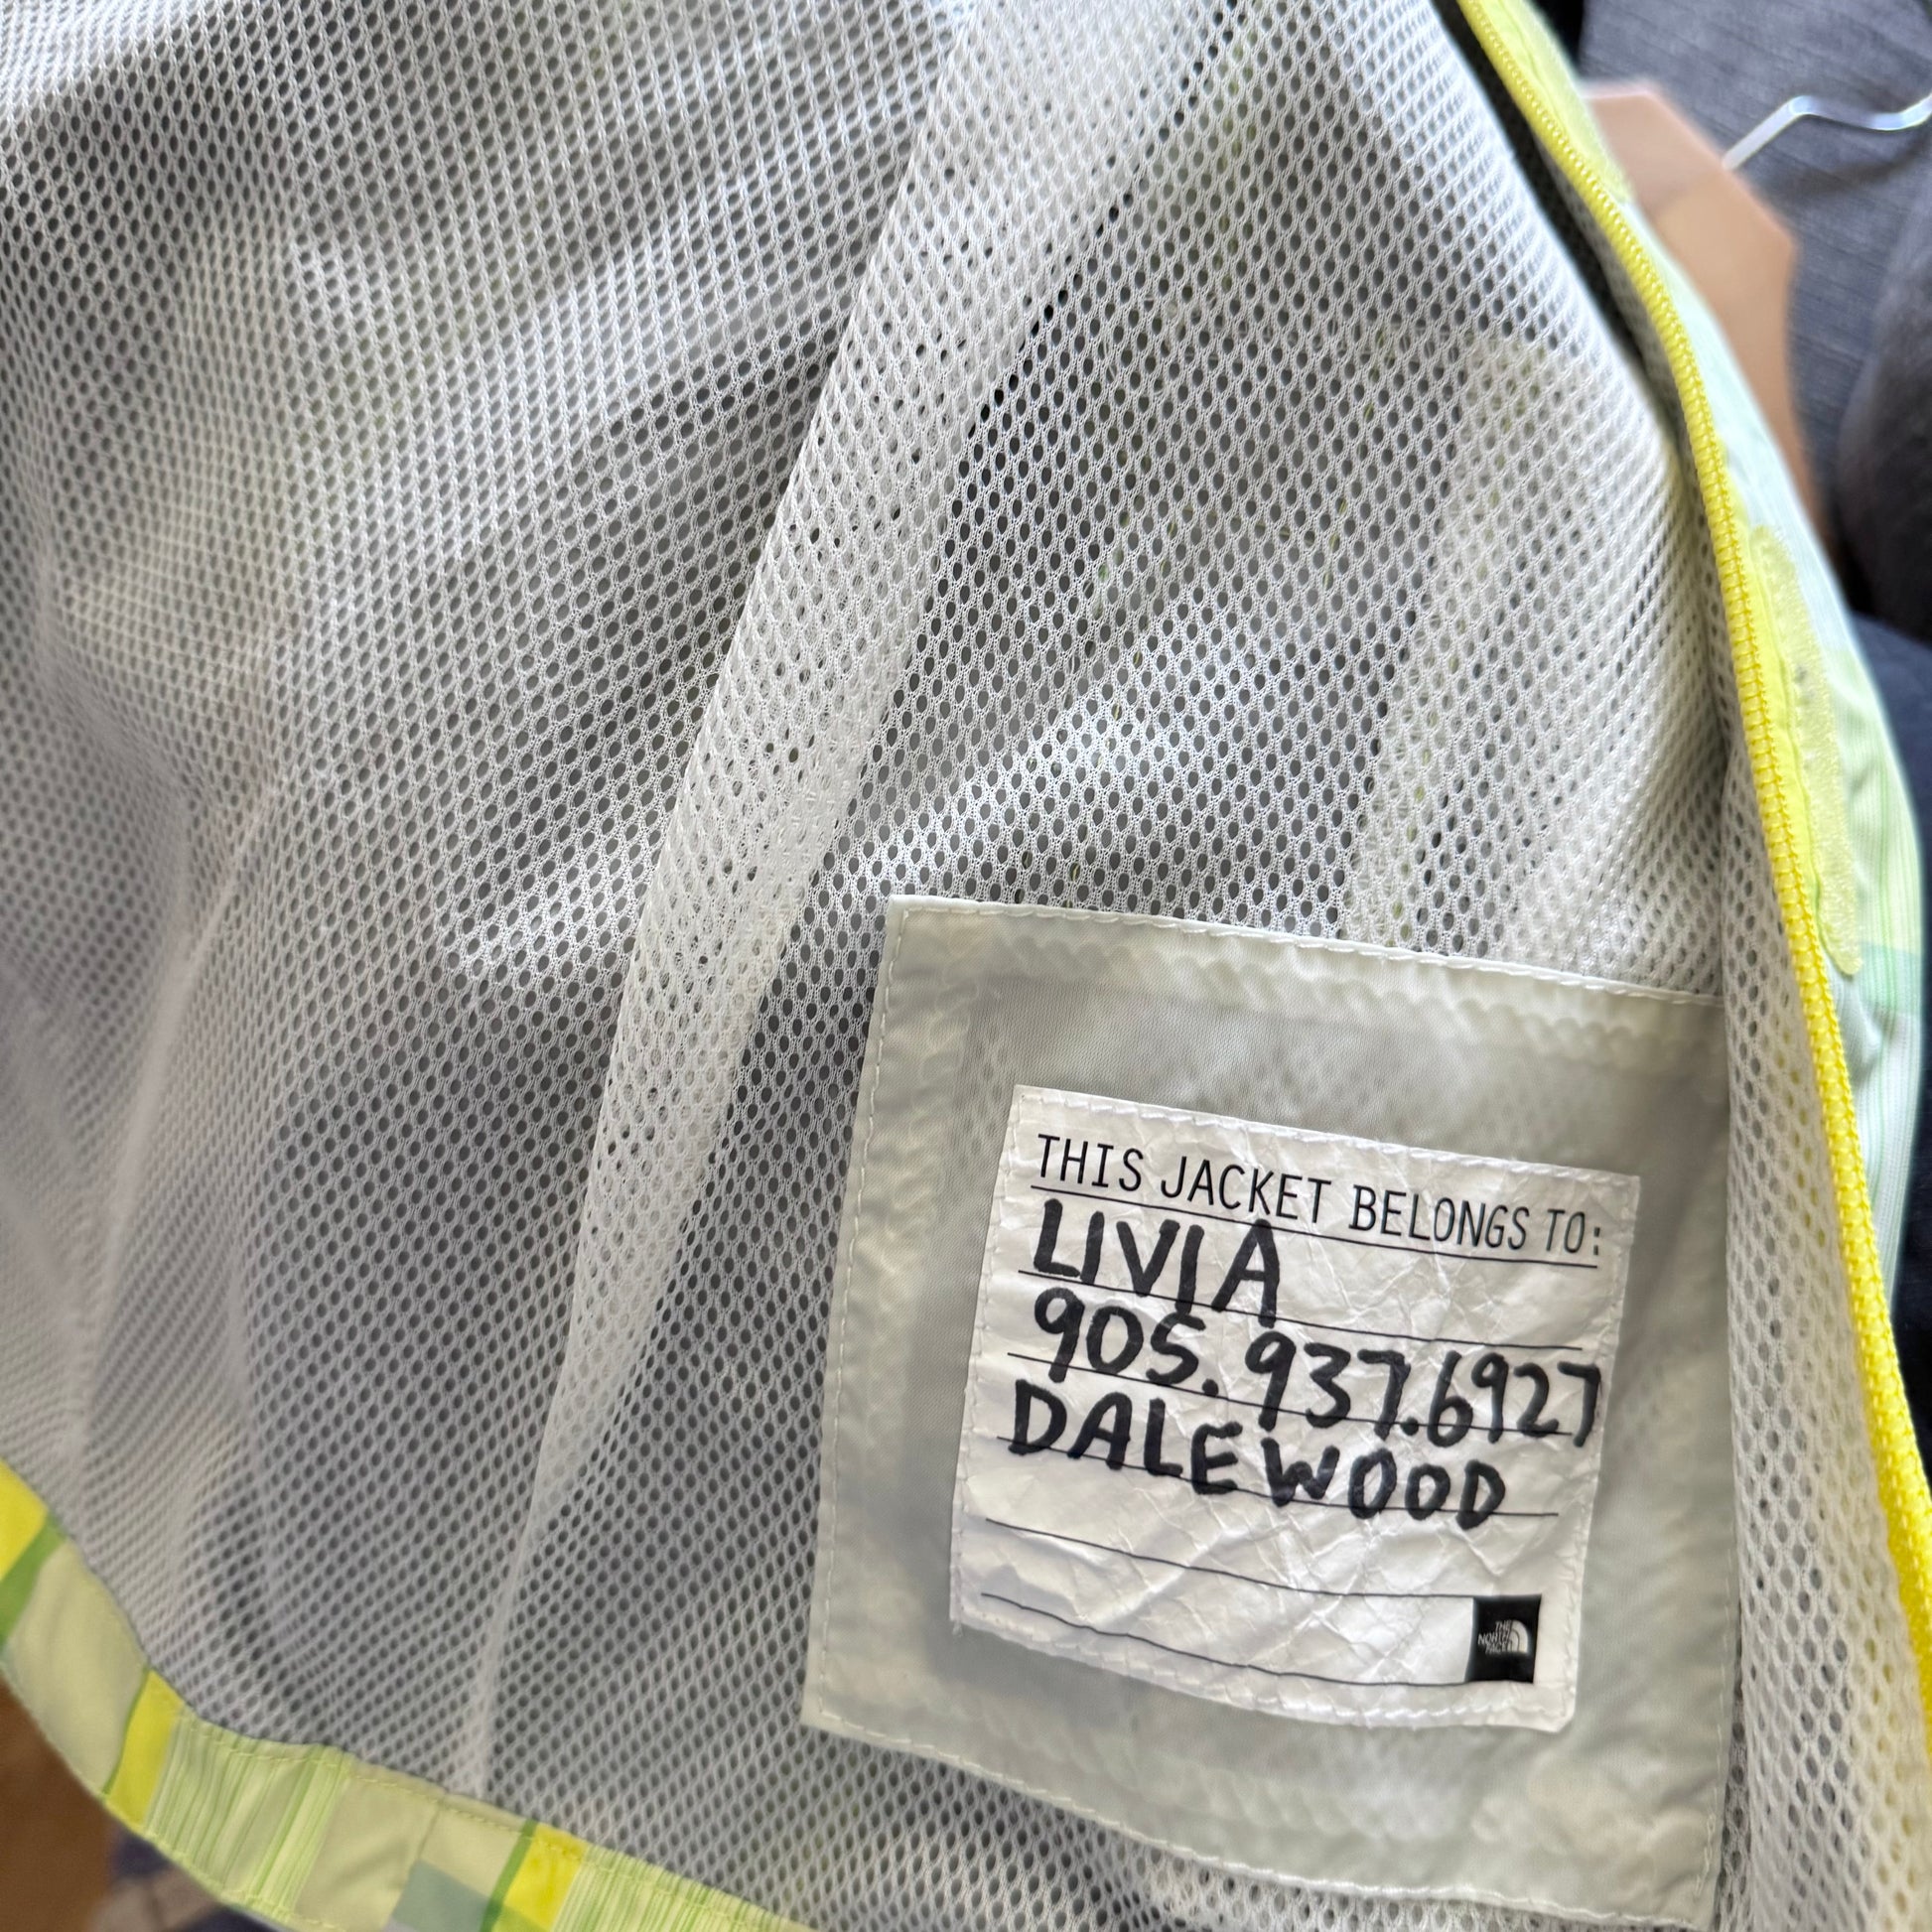 THIS JACKET BELONGS TO:
LIVIA
905.937.6927
DALEWOOD
THE
NORTH
FACE